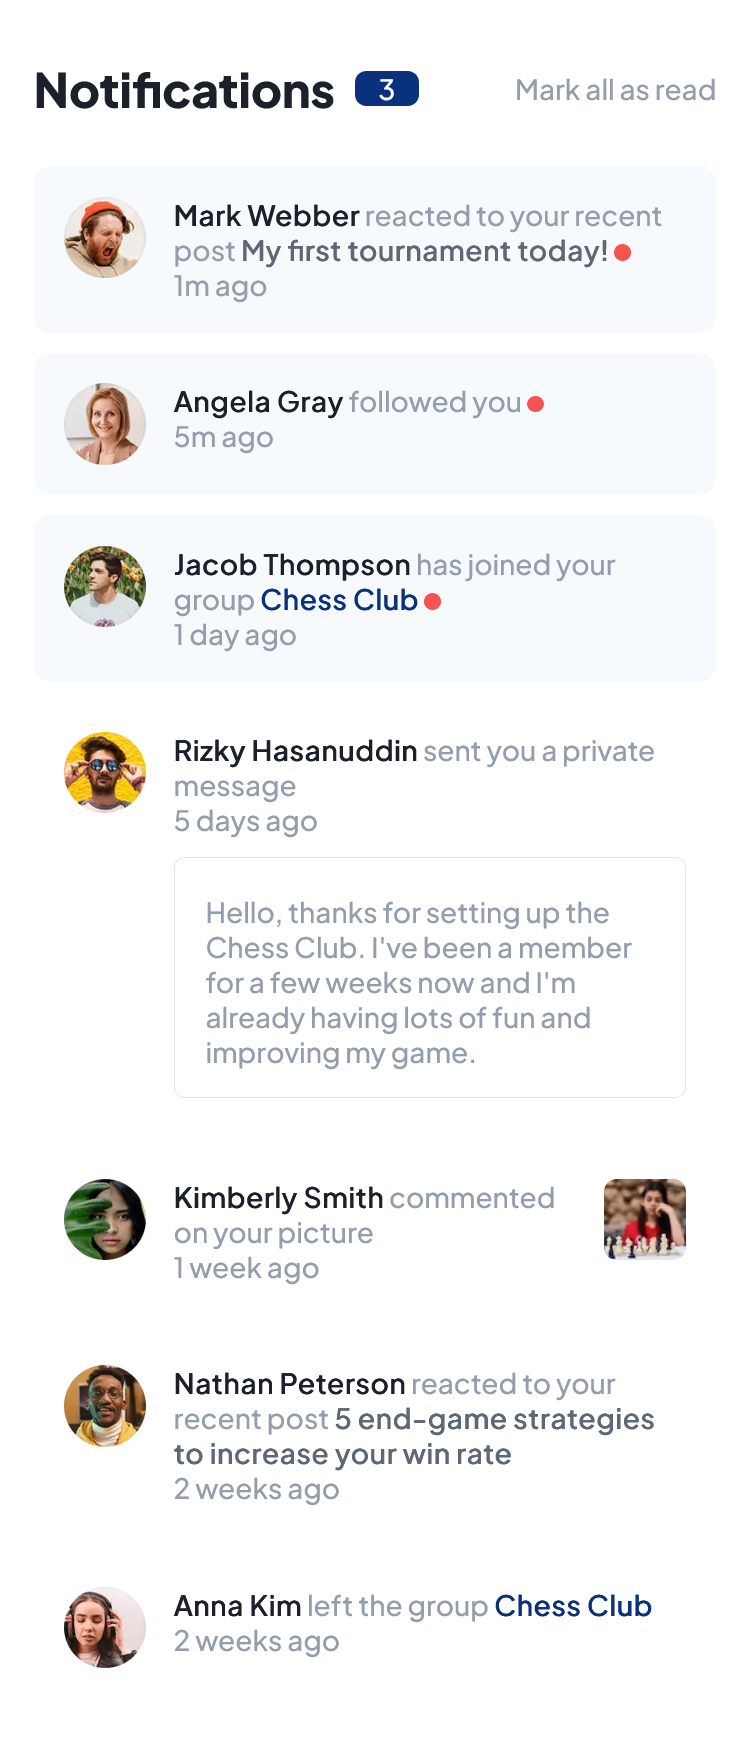 Notifications 3 Mark all as read
Mark Webber reacted to your recent
post My first tournament today!
1m ago
Angela Gray followed you
5m ago
Jacob Thompson has joined your
group Chess Club
1 day ago
Rizky Hasanuddin sent you a private
message
5 days ago
Hello, thanks for setting up the
Chess Club. I've been a member
for a few weeks now and I'm
already having lots of fun and
improving my game.
Kimberly Smith commented
on your picture
1 week ago
Nathan Peterson reacted to your
recent post 5 end-game strategies
to increase your win rate
2 weeks ago
Anna Kim left the group Chess Club
2 weeks ago